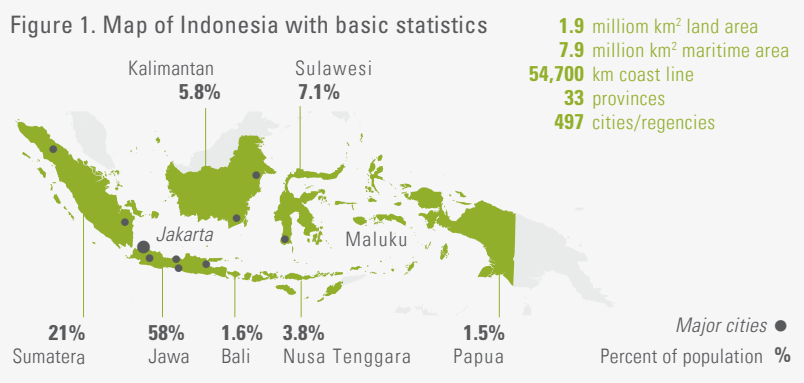 Figure 1. Map of Indonesia with basic statistics
1.9 milliom km² land area
7.9 million km² maritime area
54,700 km coast line
33 provinces
497 cities/regencies
Kalimantan
5.8%
Sulawesi
7.1%
Jakarta
Maluku
21%
Sumatera
58%
Jawa
1.6%
Bali
3.8%
Nusa Tenggara
1.5%
Papua
Major cities
Percent of population %